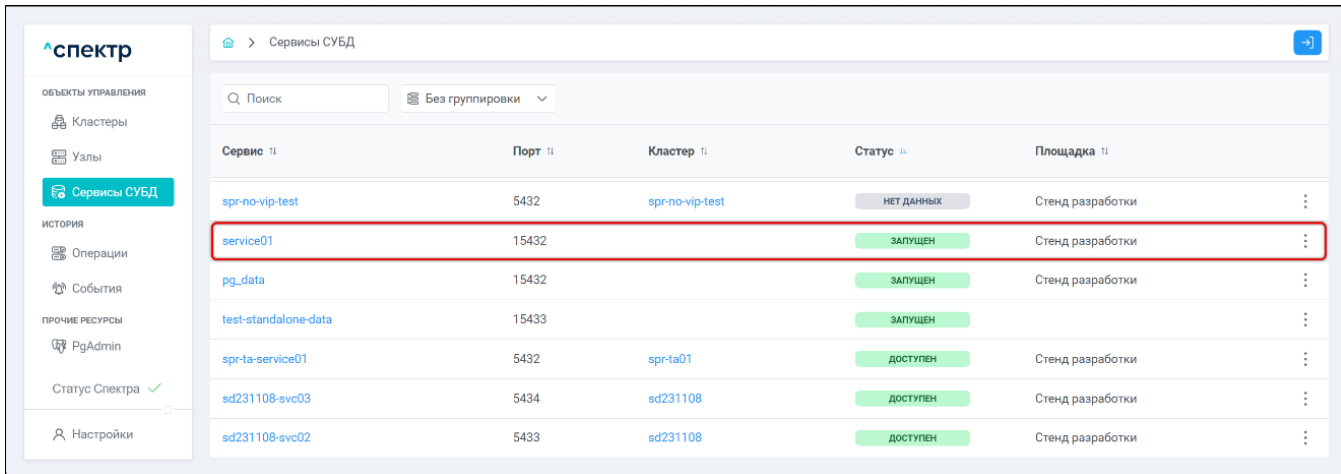 ^спектр
ОБЪЕКТЫ УПРАВЛЕНИЯ
Кластеры
Узлы
Сервисы СУБД
ИСТОРИЯ
Операции
События
ПРОЧИЕ РЕСУРСЫ
PgAdmin
Статус Спектра
Настройки
> Сервисы СУБД
Поиск Без группировки
Сервис Порт Кластер Статус Площадка
spr-no-vip-test 5432 spr-no-vip-test НЕТ ДАННЫХ Стенд разработки
service01 15432 ЗАПУЩЕН Стенд разработки
pg_data 15432 ЗАПУЩЕН Стенд разработки
test-standalone-data 15433 ЗАПУЩЕН
spr-ta-service01 5432 spr-ta01 ДОСТУПЕН Стенд разработки
sd231108-svc03 5434 sd231108 ДОСТУПЕН Стенд разработки
sd231108-svc02 5433 sd231108 ДОСТУПЕН Стенд разработки